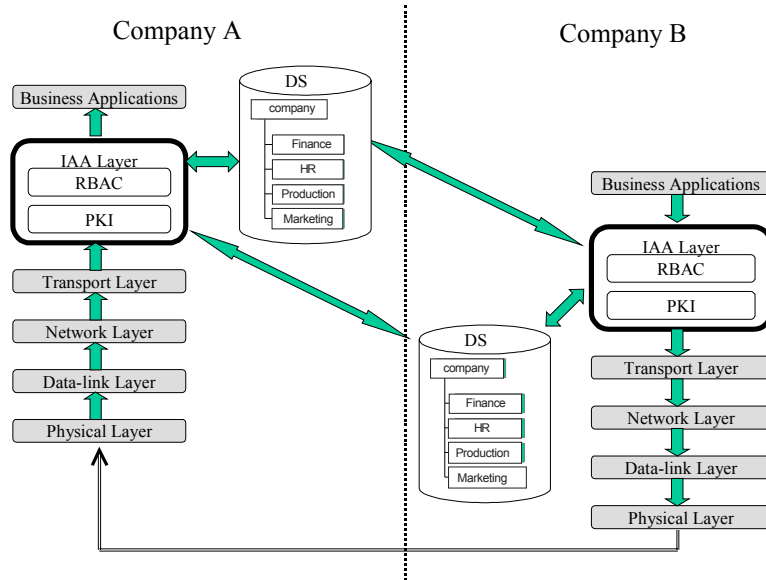 Company A
Business Applications
IAA Layer
RBAC
PKI
Transport Layer
Network Layer
Data-link Layer
Physical Layer
DS
company
Finance
HR
Production
Marketing
Company B
Business Applications
IAA Layer
RBAC
PKI
Transport Layer
Network Layer
Data-link Layer
Physical Layer
DS
company
Finance
HR
Production
Marketing